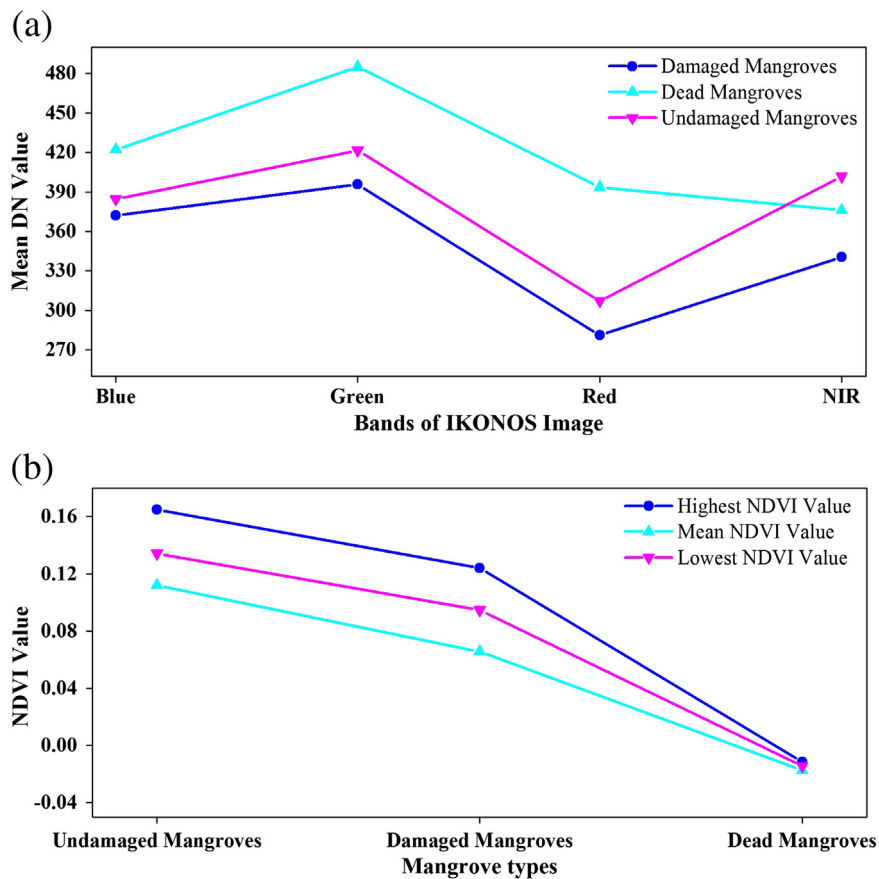 (a)
Mean DN Value
480
450
420
390
360
330
300
270
Damaged Mangroves
Dead Mangroves
Undamaged Mangroves
Blue Green Red NIR
Bands of IKONOS Image
(b)
NDVI Value
0.16
0.12
0.08
0.04
0.00
-0.04
Highest NDVI Value
Mean NDVI Value
Lowest NDVI Value
Undamaged Mangroves Damaged Mangroves Dead Mangroves
Mangrove types